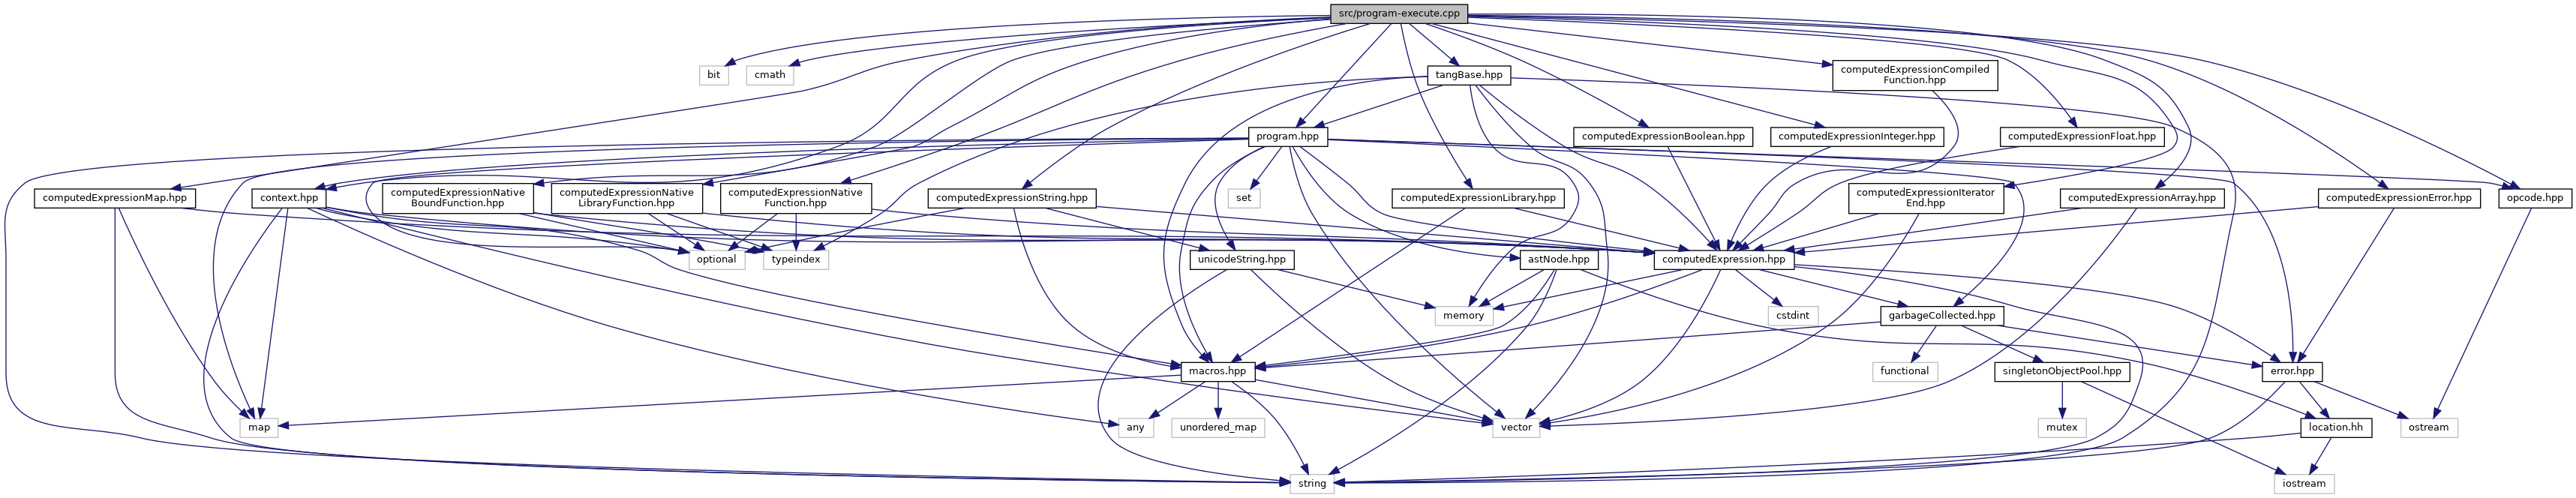 src/program-execute.cpp
bit
cmath
tangBase.hpp
computedExpressionCompiled
Function.hpp
program.hpp
computedExpressionBoolean.hpp
computedExpressionInteger.hpp
computedExpressionFloat.hpp
computedExpressionMap.hpp
context.hpp
computedExpressionNative
BoundFunction.hpp
computedExpressionNative
LibraryFunction.hpp
computedExpressionNative
Function.hpp
computedExpressionString.hpp
set
computedExpressionLibrary.hpp
computedExpressionIterator
End.hpp
computedExpressionArray.hpp
computedExpressionError.hpp
opcode.hpp
optional
typeindex
unicodeString.hpp
astNode.hpp
computedExpression.hpp
memory
cstdint
garbageCollected.hpp
macros.hpp
functional
singletonObjectPool.hpp
error.hpp
map
any
unordered_map
vector
mutex
location.hh
ostream
string
iostream